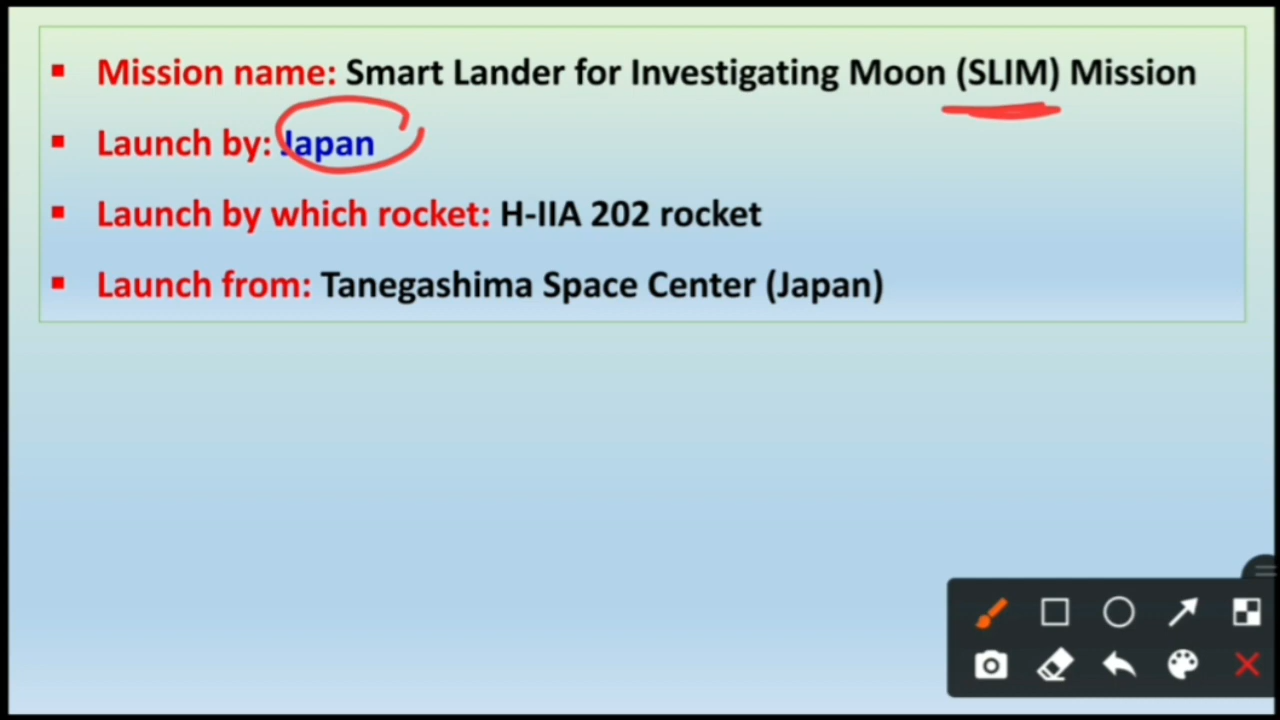 Mission name: Smart Lander for Investigating Moon (SLIM) Mission
Launch by: Japan
Launch by which rocket: H-IIA 202 rocket
Launch from: Tanegashima Space Center (Japan)